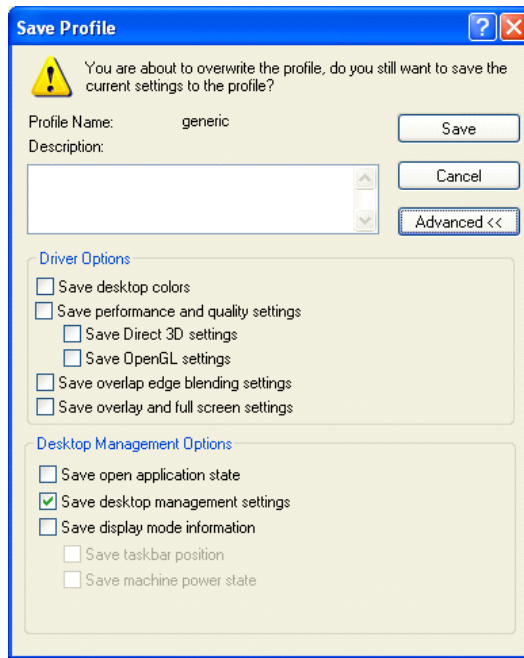 Save Profile
You are about to overwrite the profile, do you still want to save the
current settings to the profile?
Profile Name: generic
Save
Description:
Cancel
Advanced <<
Driver Options
Save desktop colors
Save performance and quality settings
Save Direct 3D settings
Save OpenGL settings
Save overlap edge blending settings
Save overlay and full screen settings
Desktop Management Options
Save open application state
Save desktop management settings
Save display mode information
Save taskbar position
Save machine power state